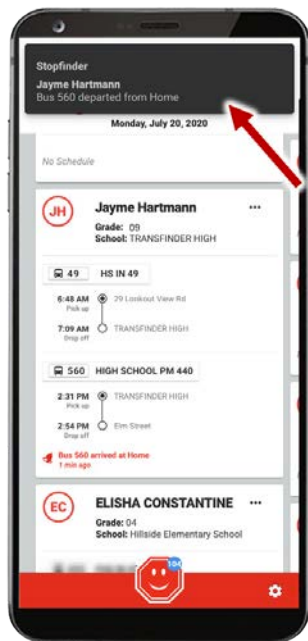 Stopfinder
Jayme Hartmann
Bus 560 departed from Home
Monday, July 20, 2020
No Schedule
JH
Jayme Hartmann
Grade: 09
School: TRANSFINDER HIGH
49 HS IN 49
6:48 AM 29 Lookout View Rd
Pick up
7:09 AM TRANSFINDER HIGH
Drop off
560 HIGH SCHOOL PM 440
2:31 PM TRANSFINDER HIGH
Pick up
2:54 PM Elm Street
Drop off
Bus 560 arrived at Home
1 min ago
EC
ELISHA CONSTANTINE
Grade: 04
School: Hillside Elementary School
104